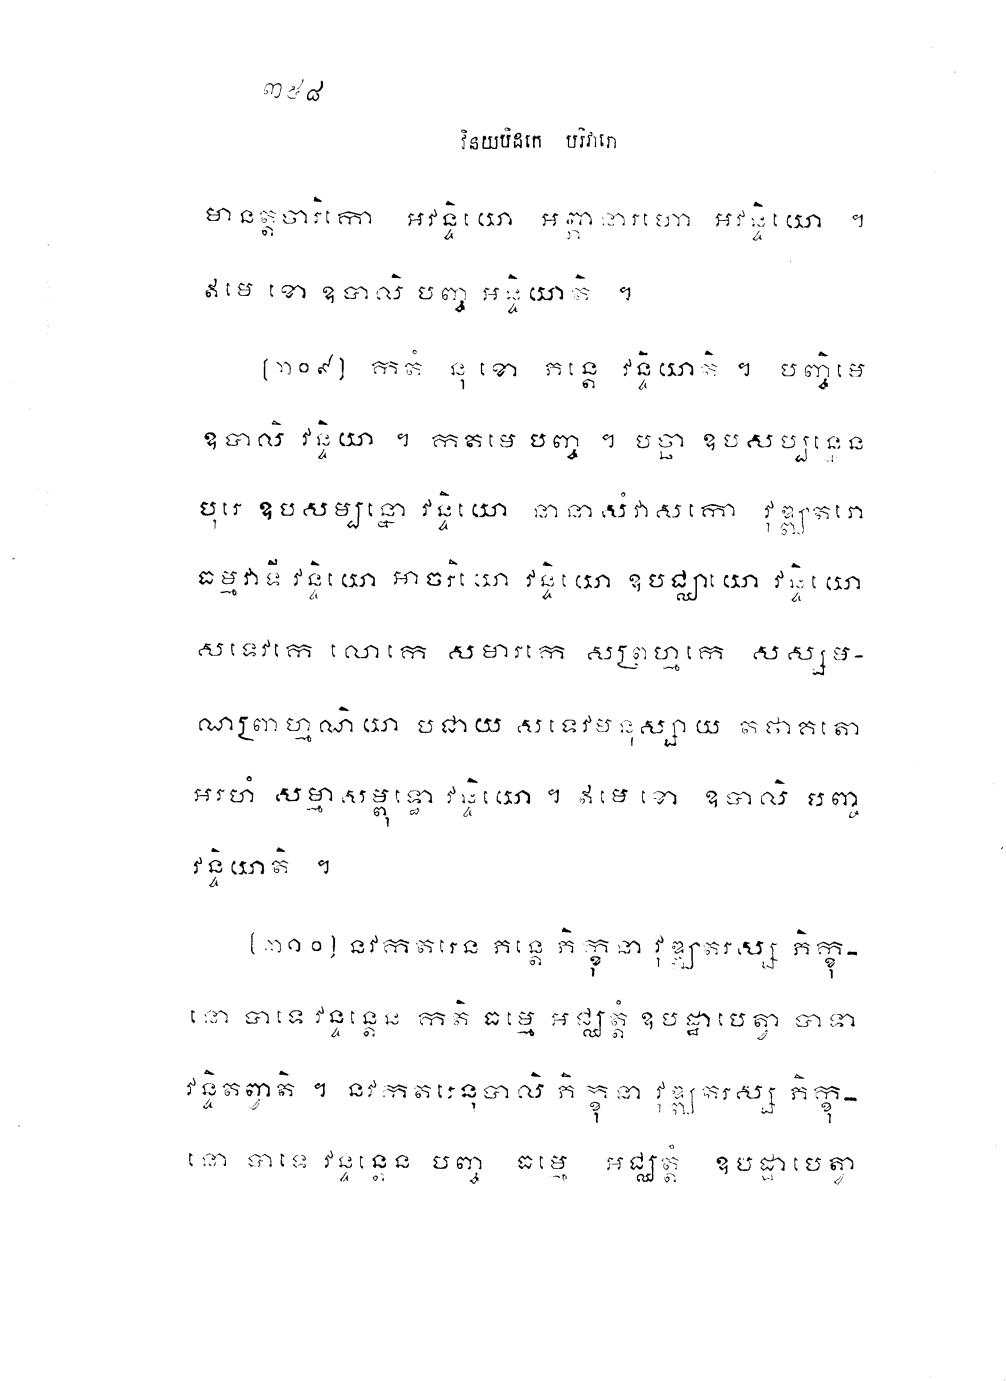 ៣៩៨
វិនយបិដកេ បរិវារោ
មានត្តចារិកោ អវន្ទិយោ អព្ភានារហោ អវន្ទិយោ ។
ឥមេ ខោ ឧបាលិ បញ្ច អវន្ទិយាតិ ។
[៣០៩] កតំ នុ ខោ ភន្តេ វន្ទិយាតិ ។ បញ្ចិមេ
ឧបាលិ វន្ទិយា ។ កតមេ បញ្ច ។ បច្ឆា ឧបសម្បន្នេន
បុរេ ឧបសម្បន្នោ វន្ទិយោ នានាសំវាសកោ វុឌ្ឍតរោ
ធម្មវាទី វន្ទិយោ អាចរិយោ វន្ទិយោ ឧបជ្ឈាយោ វន្ទិយោ
សទេវកេ លោកេ សមារកេ សព្រហ្មកេ សស្សម-
ណព្រាហ្មណិយា បជាយ សទេវមនុស្សាយ តថាគតោ
អរហំ សម្មាសម្ពុទ្ធោ វន្ទិយោ ។ ឥមេ ខោ ឧបាលិ បញ្ច
វន្ទិយាតិ ។
[៣១០] នវកតរេន ភន្តេ ភិក្ខុនា វុឌ្ឍតរស្ស ភិក្ខុ-
នោ បាទេ វន្ទន្តេន កតិ ធម្មេ អជ្ឈត្តំ ឧបដ្ឋាបេត្វា បាទា
វន្ទិតព្វាតិ ។ នវកតរេនុបាលិ ភិក្ខុនា វុឌ្ឍតរស្ស ភិក្ខុ-
នោ បាទេ វន្ទន្តេន បញ្ច ធម្មេ អជ្ឈត្តំ ឧបដ្ឋាបេត្វា